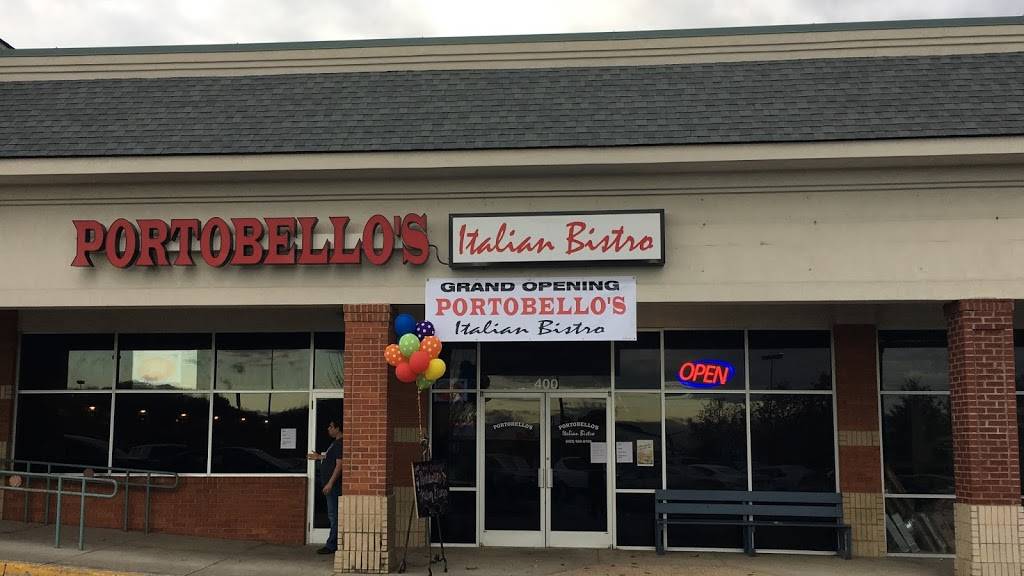 PORTOBELLO'S
Italian Bistro
GRAND OPENING
PORTOBELLO'S
Italian Bistro
OPEN
400
PORTOBELLO'S
PORTOBELLO'S
Italian Bistro